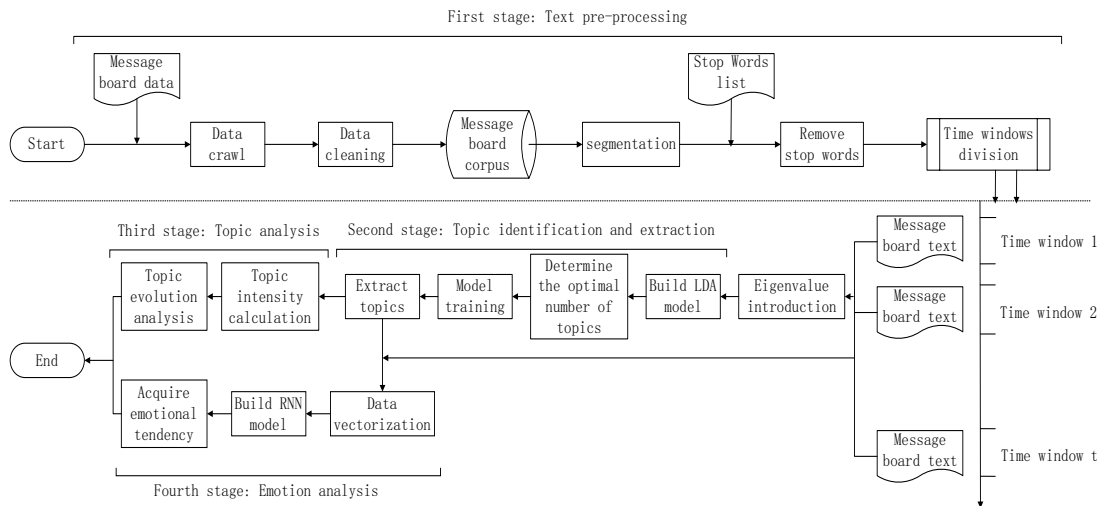 First stage: Text pre-processing
Message
board data
Stop Words
list
Start
Data
crawl
Data
cleaning
Message
board
corpus
segmentation
Remove
stop words
Time windows
division
Third stage: Topic analysis
Second stage: Topic identification and extraction
Message
board text
Time window 1
Topic
evolution
analysis
Topic
intensity
calculation
Extract
topics
Model
training
Determine
the optimal
number of
topics
Build LDA
model
Eigenvalue
introduction
Message
board text
Time window 2
End
Acquire
emotional
tendency
Build RNN
model
Data
vectorization
Message
board text
Time window t
Fourth stage: Emotion analysis